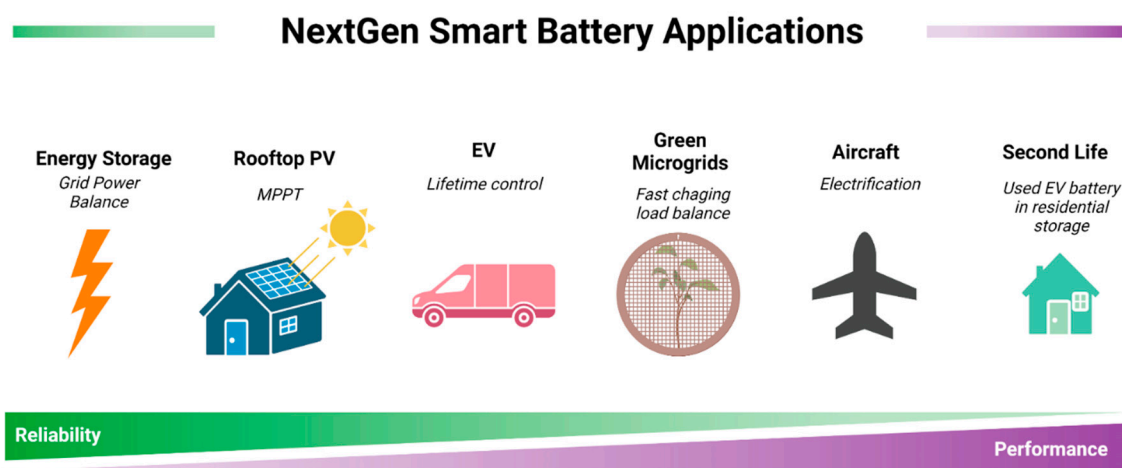 NextGen Smart Battery Applications
Energy Storage
Grid Power
Balance
Rooftop PV
MPPT
EV
Lifetime control
Green
Microgrids
Fast chaging
load balance
Aircraft
Electrification
Second Life
Used EV battery
in residential
storage
Reliability
Performance